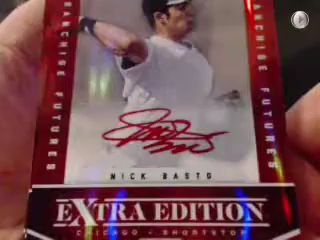 FRANCHISE FUTURES
FRANCHISE FUTURES
NICK BASTO
EXTRA EDITION
CHICAGO - SHORTSTOP